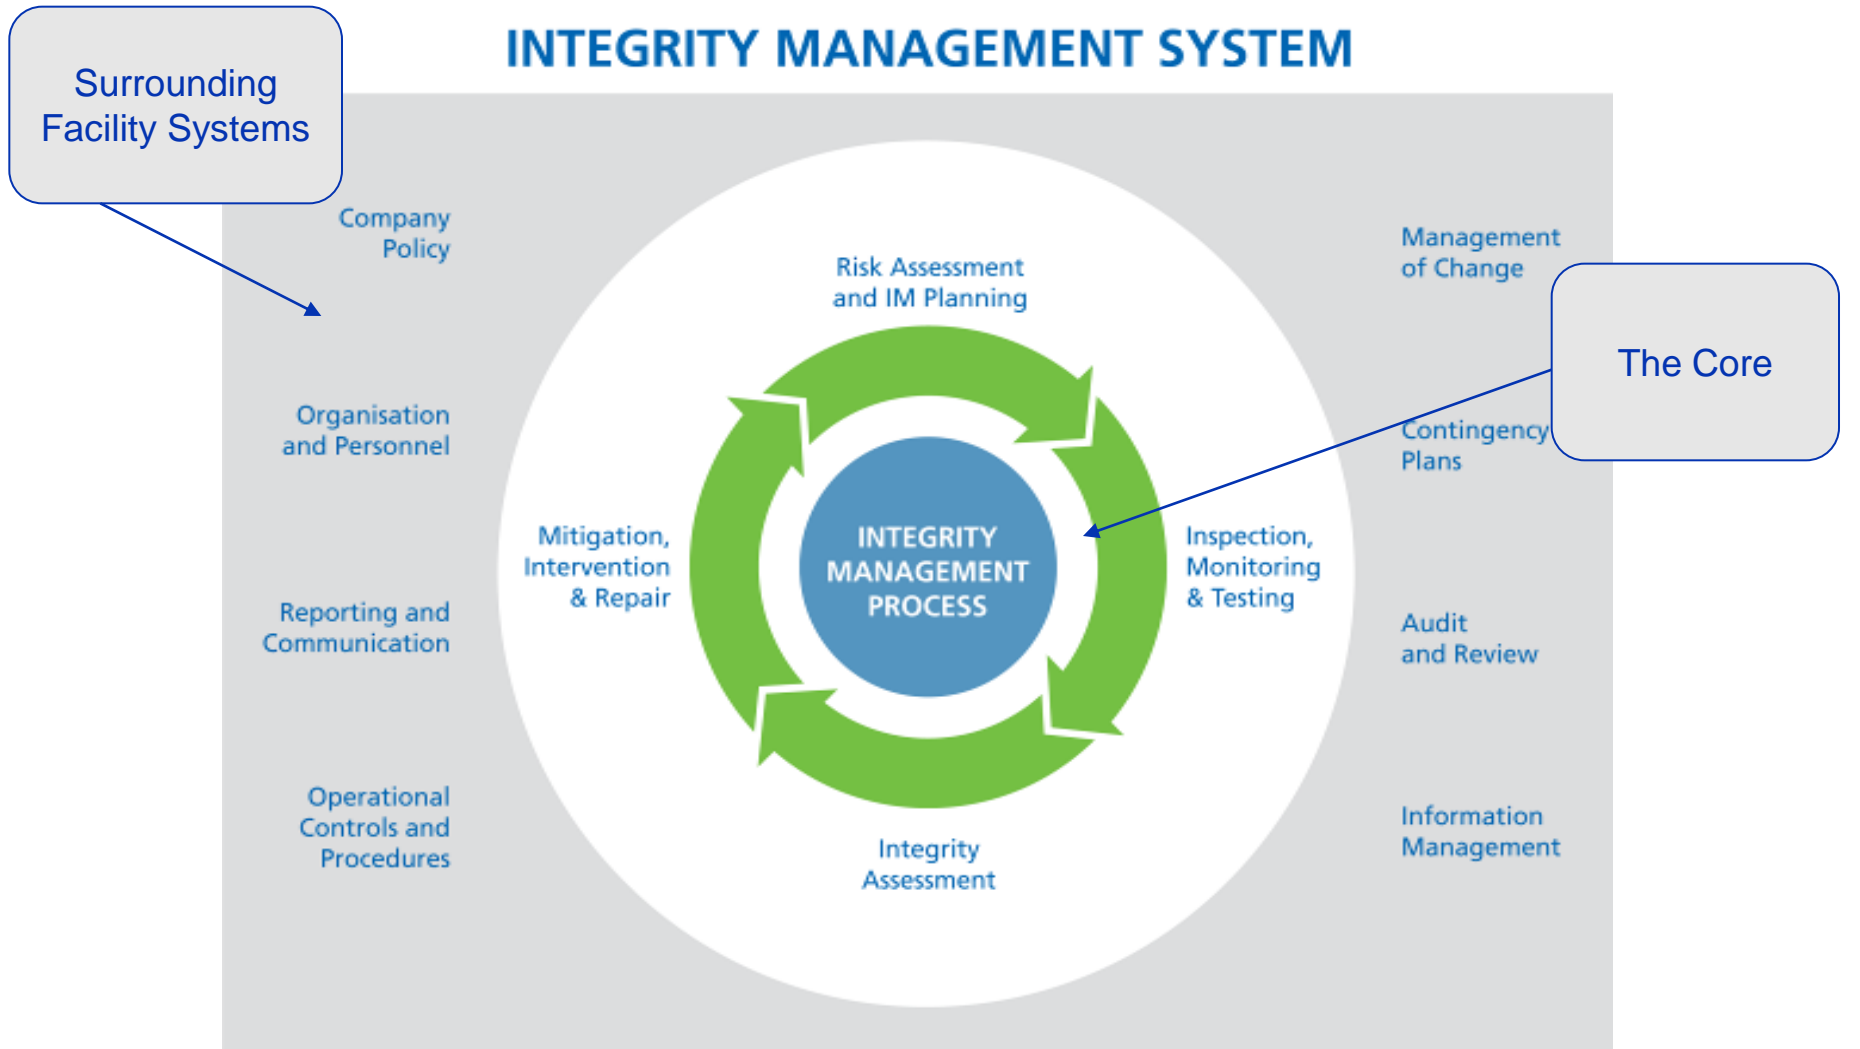 INTEGRITY MANAGEMENT SYSTEM
Surrounding
Facility Systems
Company
Policy
Organisation
and Personnel
Reporting and
Communication
Operational
Controls and
Procedures
Risk Assessment
and IM Planning
Mitigation,
Intervention
& Repair
INTEGRITY
MANAGEMENT
PROCESS
Inspection,
Monitoring
& Testing
Integrity
Assessment
Management
of Change
The Core
Contingency
Plans
Audit
and Review
Information
Management